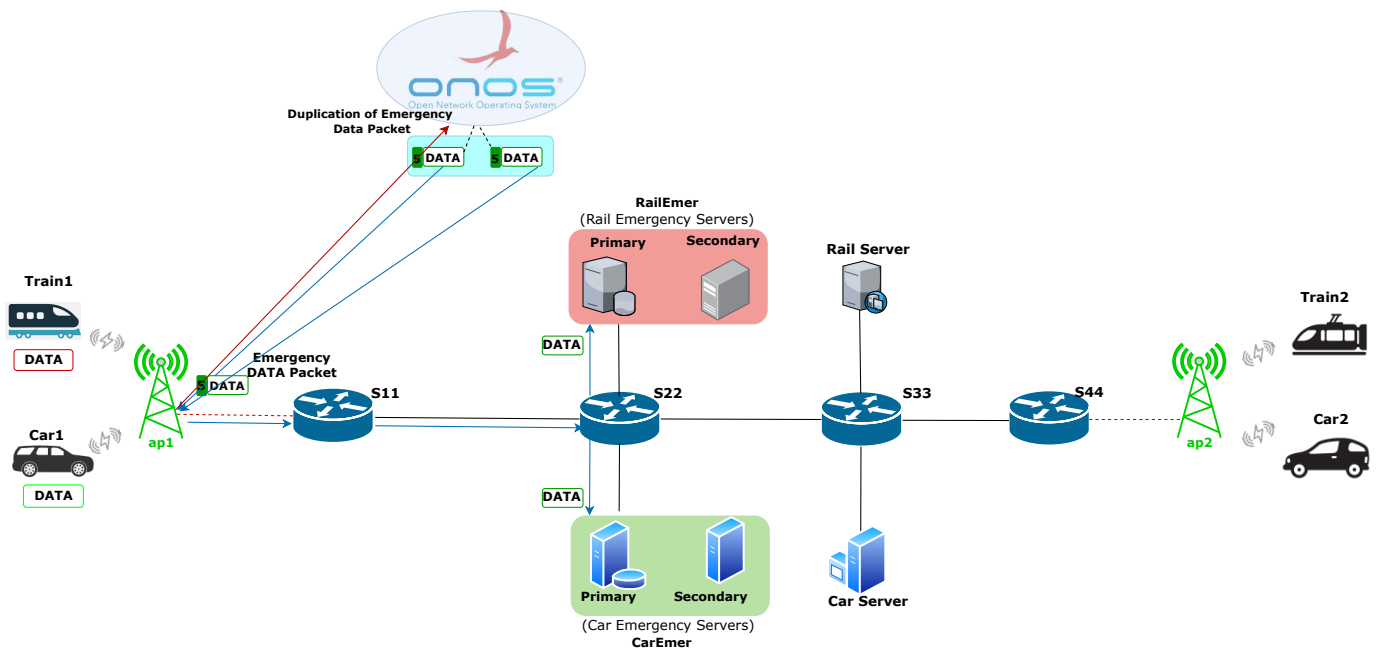 onos®
Open Network Operating System
Duplication of Emergency
Data Packet
5 DATA
5 DATA
RailEmer
(Rail Emergency Servers)
Primary
Secondary
Rail Server
Train1
DATA
Train2
Emergency
DATA Packet
5 DATA
DATA
S11
S22
S33
S44
ap1
ap2
Car1
DATA
Car2
DATA
Primary
Secondary
Car Server
(Car Emergency Servers)
CarEmer